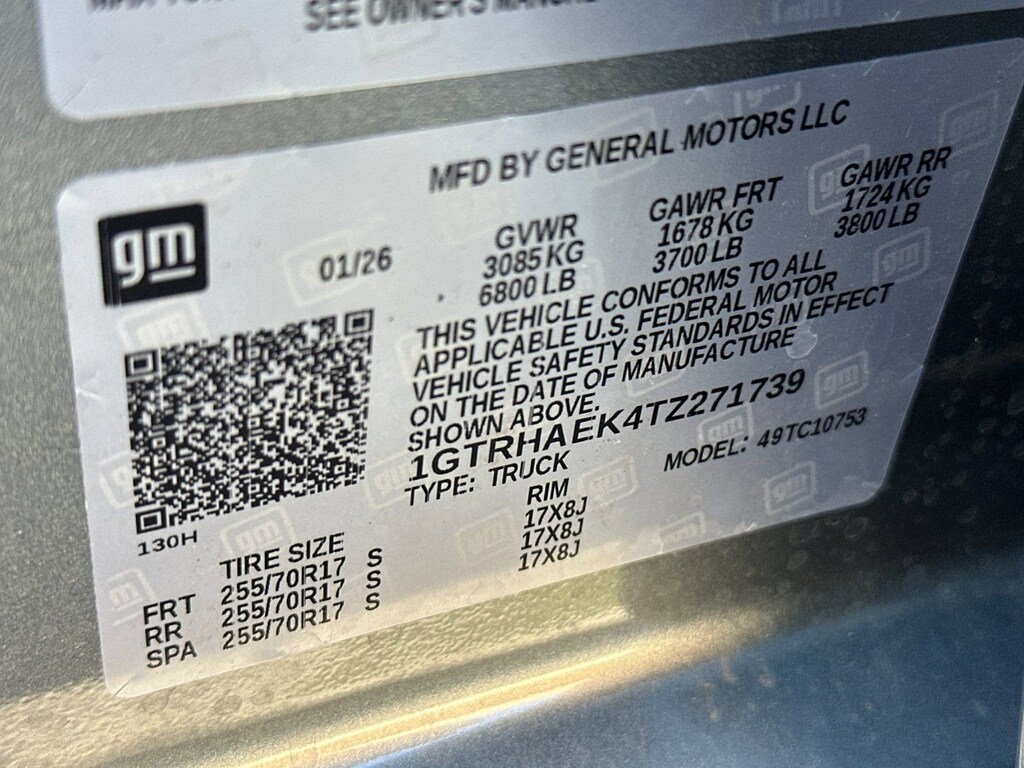 SEE OWNER'S MANUAL
MFD BY GENERAL MOTORS LLC
gm
01/26
GVWR
3085 KG
6800 LB
GAWR FRT
1678 KG
3700 LB
GAWR RR
1724 KG
3800 LB
THIS VEHICLE CONFORMS TO ALL
APPLICABLE U.S. FEDERAL MOTOR
VEHICLE SAFETY STANDARDS IN EFFECT
ON THE DATE OF MANUFACTURE
SHOWN ABOVE.
1GTRHAEK4TZ271739
TYPE: TRUCK
MODEL: 49TC10753
130H
TIRE SIZE RIM
FRT 255/70R17 S 17X8J
RR 255/70R17 S 17X8J
SPA 255/70R17 S 17X8J